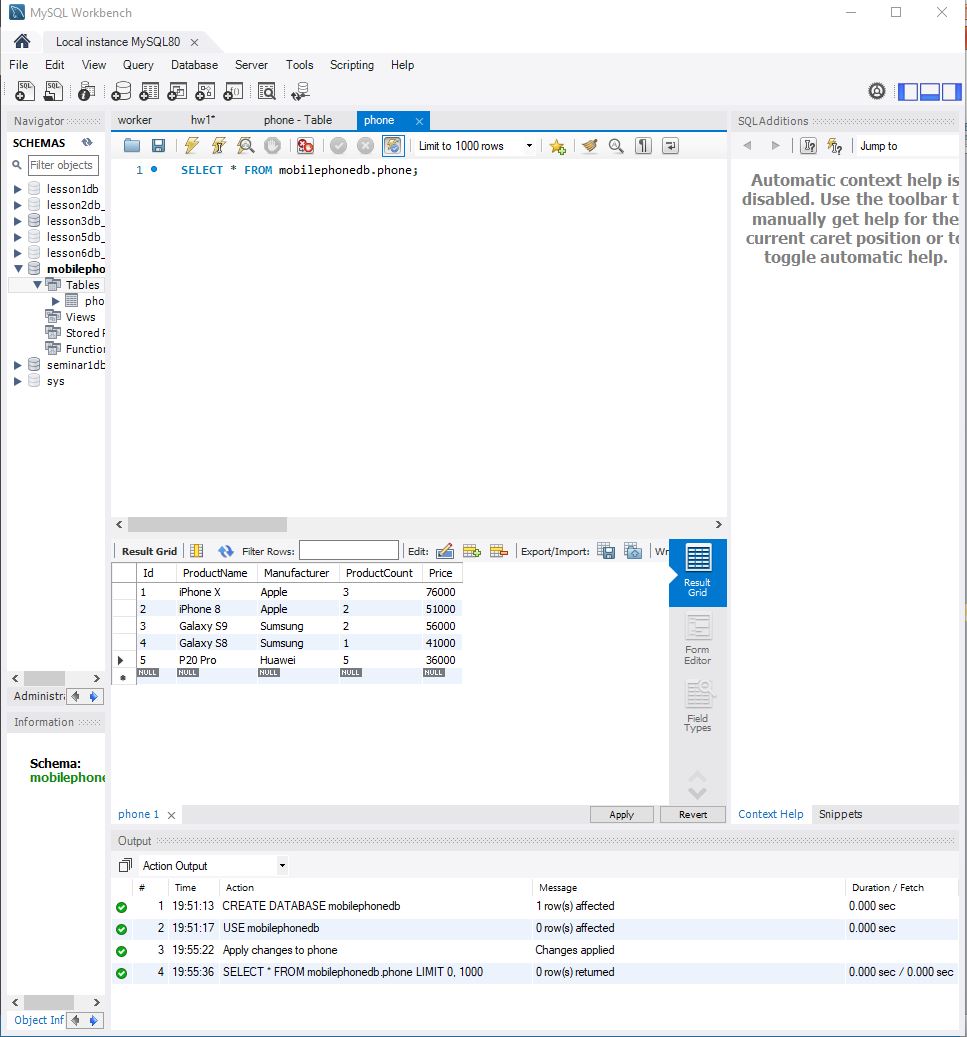 MySQL Workbench
Local instance MySQL80
File Edit View Query Database Server Tools Scripting Help
Navigator
SCHEMAS
Filter objects
lesson1db
lesson2db_
lesson3db_
lesson5db_
lesson6db_
mobilepho
Tables
pho
Views
Stored P
Function
seminar1db
sys
Administra
Information
Schema:
mobilephone
Object Inf
worker hw1* phone - Table phone
Limit to 1000 rows
1 SELECT * FROM mobilephonedb.phone;
Result Grid Filter Rows: Edit: Export/Import: Wr
Id ProductName Manufacturer ProductCount Price
1 iPhone X Apple 3 76000
2 iPhone 8 Apple 2 51000
3 Galaxy S9 Sumsung 2 56000
4 Galaxy S8 Sumsung 1 41000
5 P20 Pro Huawei 5 36000
NULL NULL NULL NULL NULL
Result
Grid
Form
Editor
Field
Types
phone 1
Apply Revert
SQLAdditions
Jump to
Automatic context help is
disabled. Use the toolbar t
manually get help for the
current caret position or to
toggle automatic help.
Context Help Snippets
Output
Action Output
# Time Action Message Duration / Fetch
1 19:51:13 CREATE DATABASE mobilephonedb 1 row(s) affected 0.000 sec
2 19:51:17 USE mobilephonedb 0 row(s) affected 0.000 sec
3 19:55:22 Apply changes to phone Changes applied
4 19:55:36 SELECT * FROM mobilephonedb.phone LIMIT 0, 1000 0 row(s) returned 0.000 sec / 0.000 sec